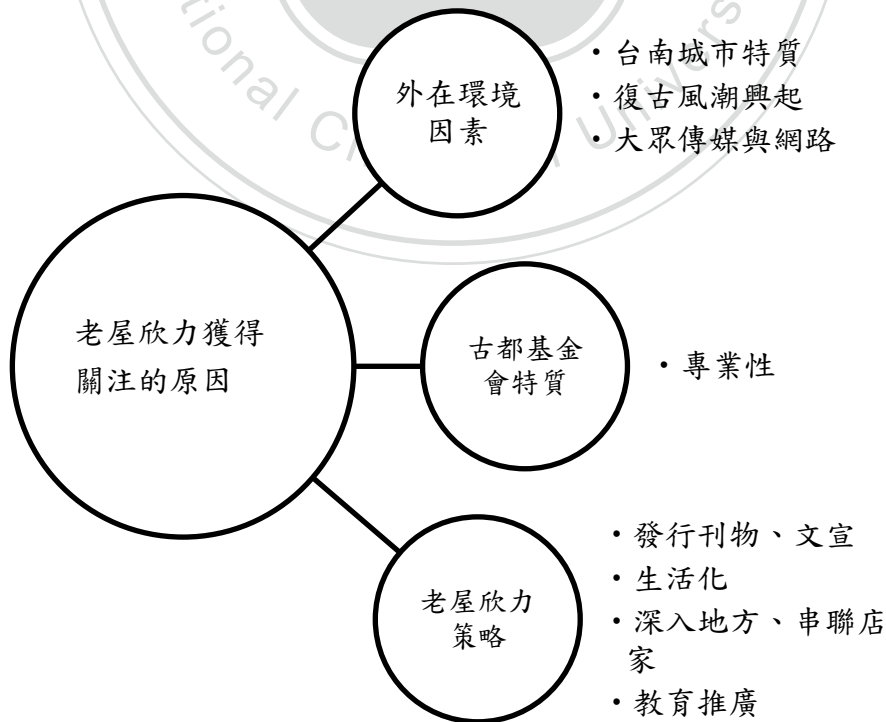 外在環境
因素
・台南城市特質
・復古風潮興起
・大眾傳媒與網路
老屋欣力獲得
關注的原因
古都基金
會特質
・專業性
老屋欣力
策略
・發行刊物、文宣
・生活化
・深入地方、串聯店
家
・教育推廣